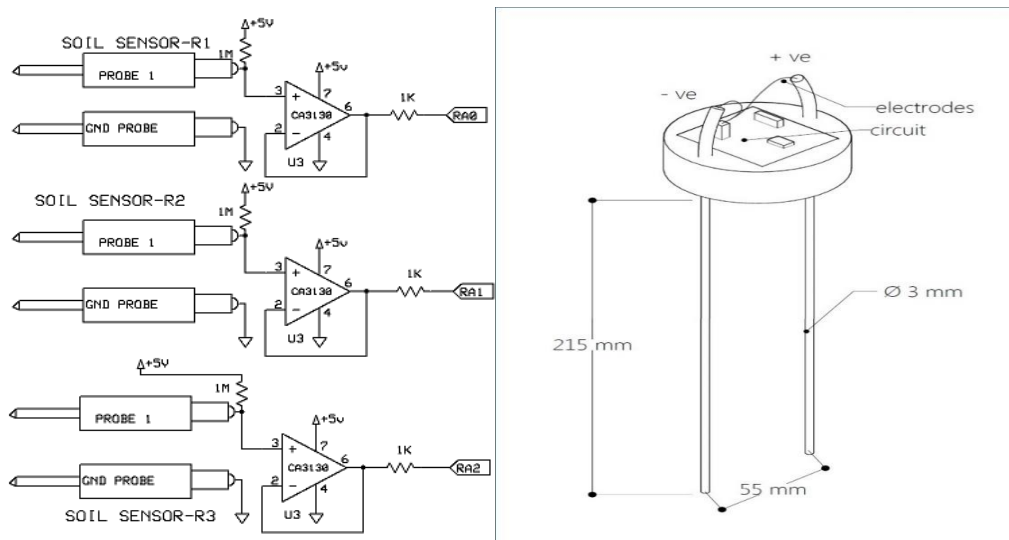 +5V
SOIL SENSOR-R1
1M
PROBE 1
GND PROBE
+5v
3
+
7
CA3130
6
2
-
4
U3
1K
RA0
+5V
SOIL SENSOR-R2
1M
PROBE 1
GND PROBE
+5v
3
+
7
CA3130
6
2
-
4
U3
1K
RA1
+5V
1M
PROBE 1
GND PROBE
SOIL SENSOR-R3
+5v
3
+
7
CA3130
6
2
-
4
U3
1K
RA2
+ ve
- ve
electrodes
circuit
Ø 3 mm
215 mm
55 mm